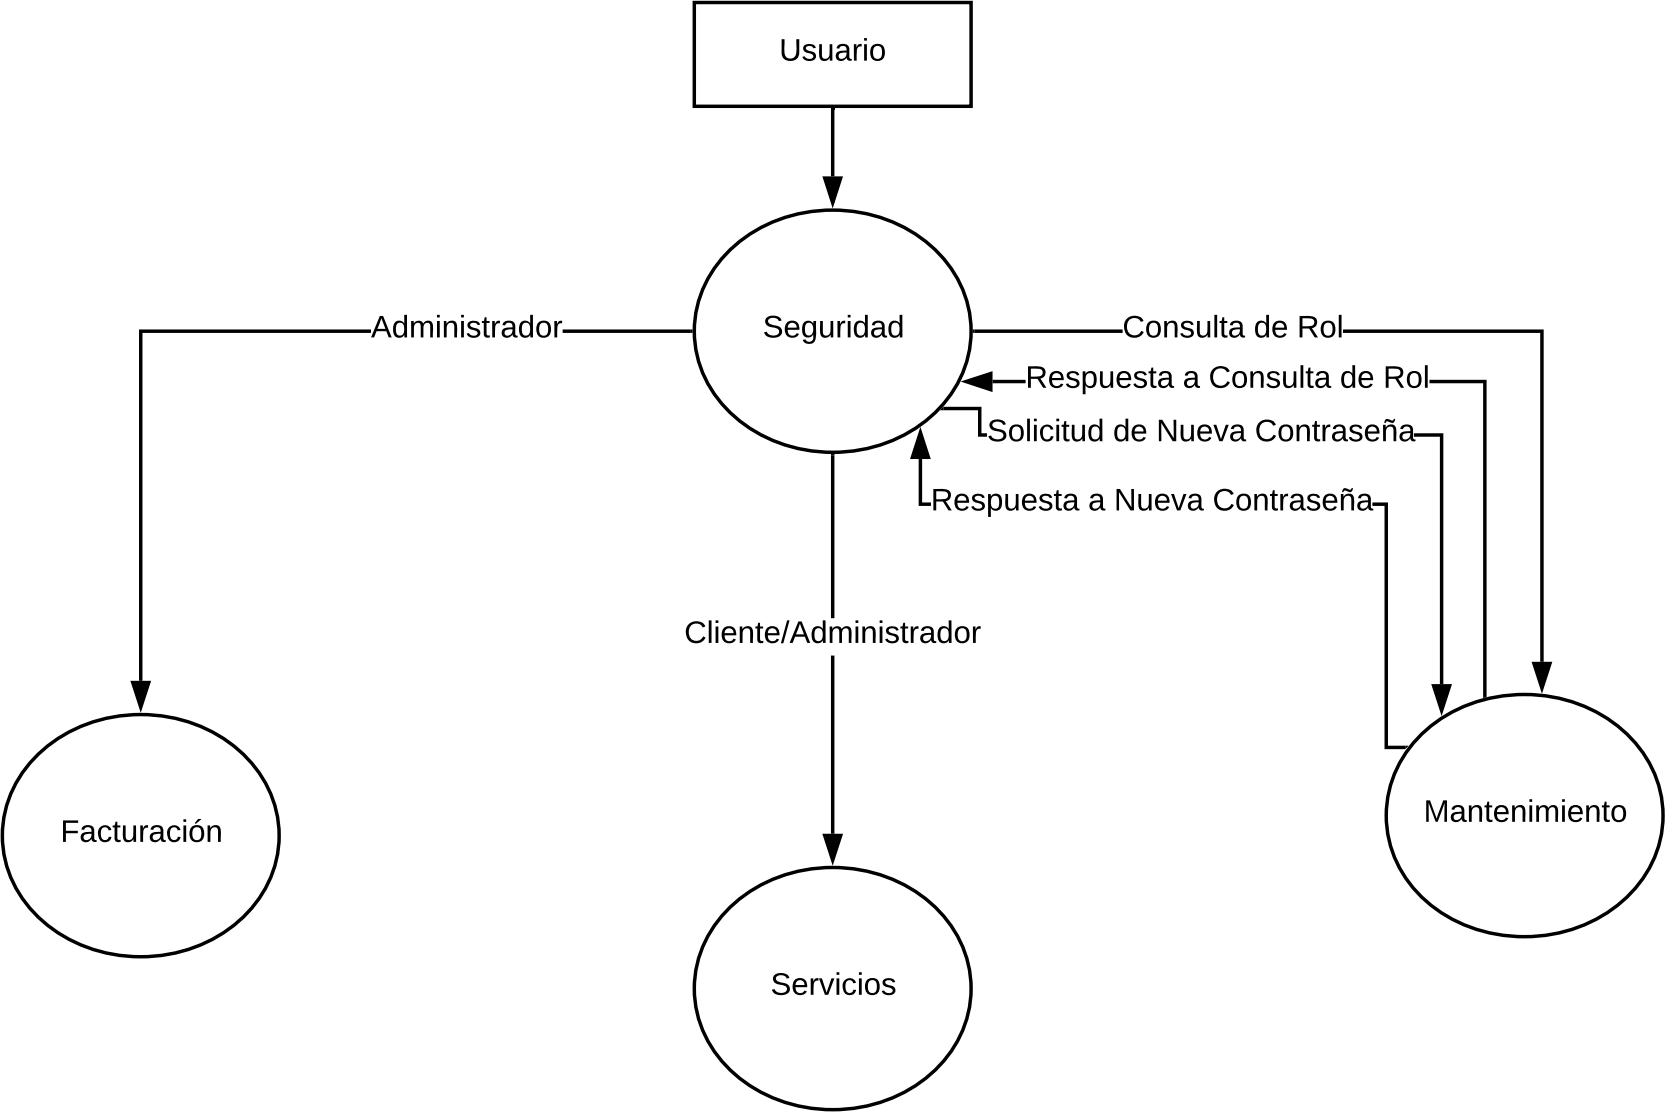 Usuario
Seguridad
Administrador
Consulta de Rol
Respuesta a Consulta de Rol
Solicitud de Nueva Contraseña
Respuesta a Nueva Contraseña
Cliente/Administrador
Facturación
Mantenimiento
Servicios